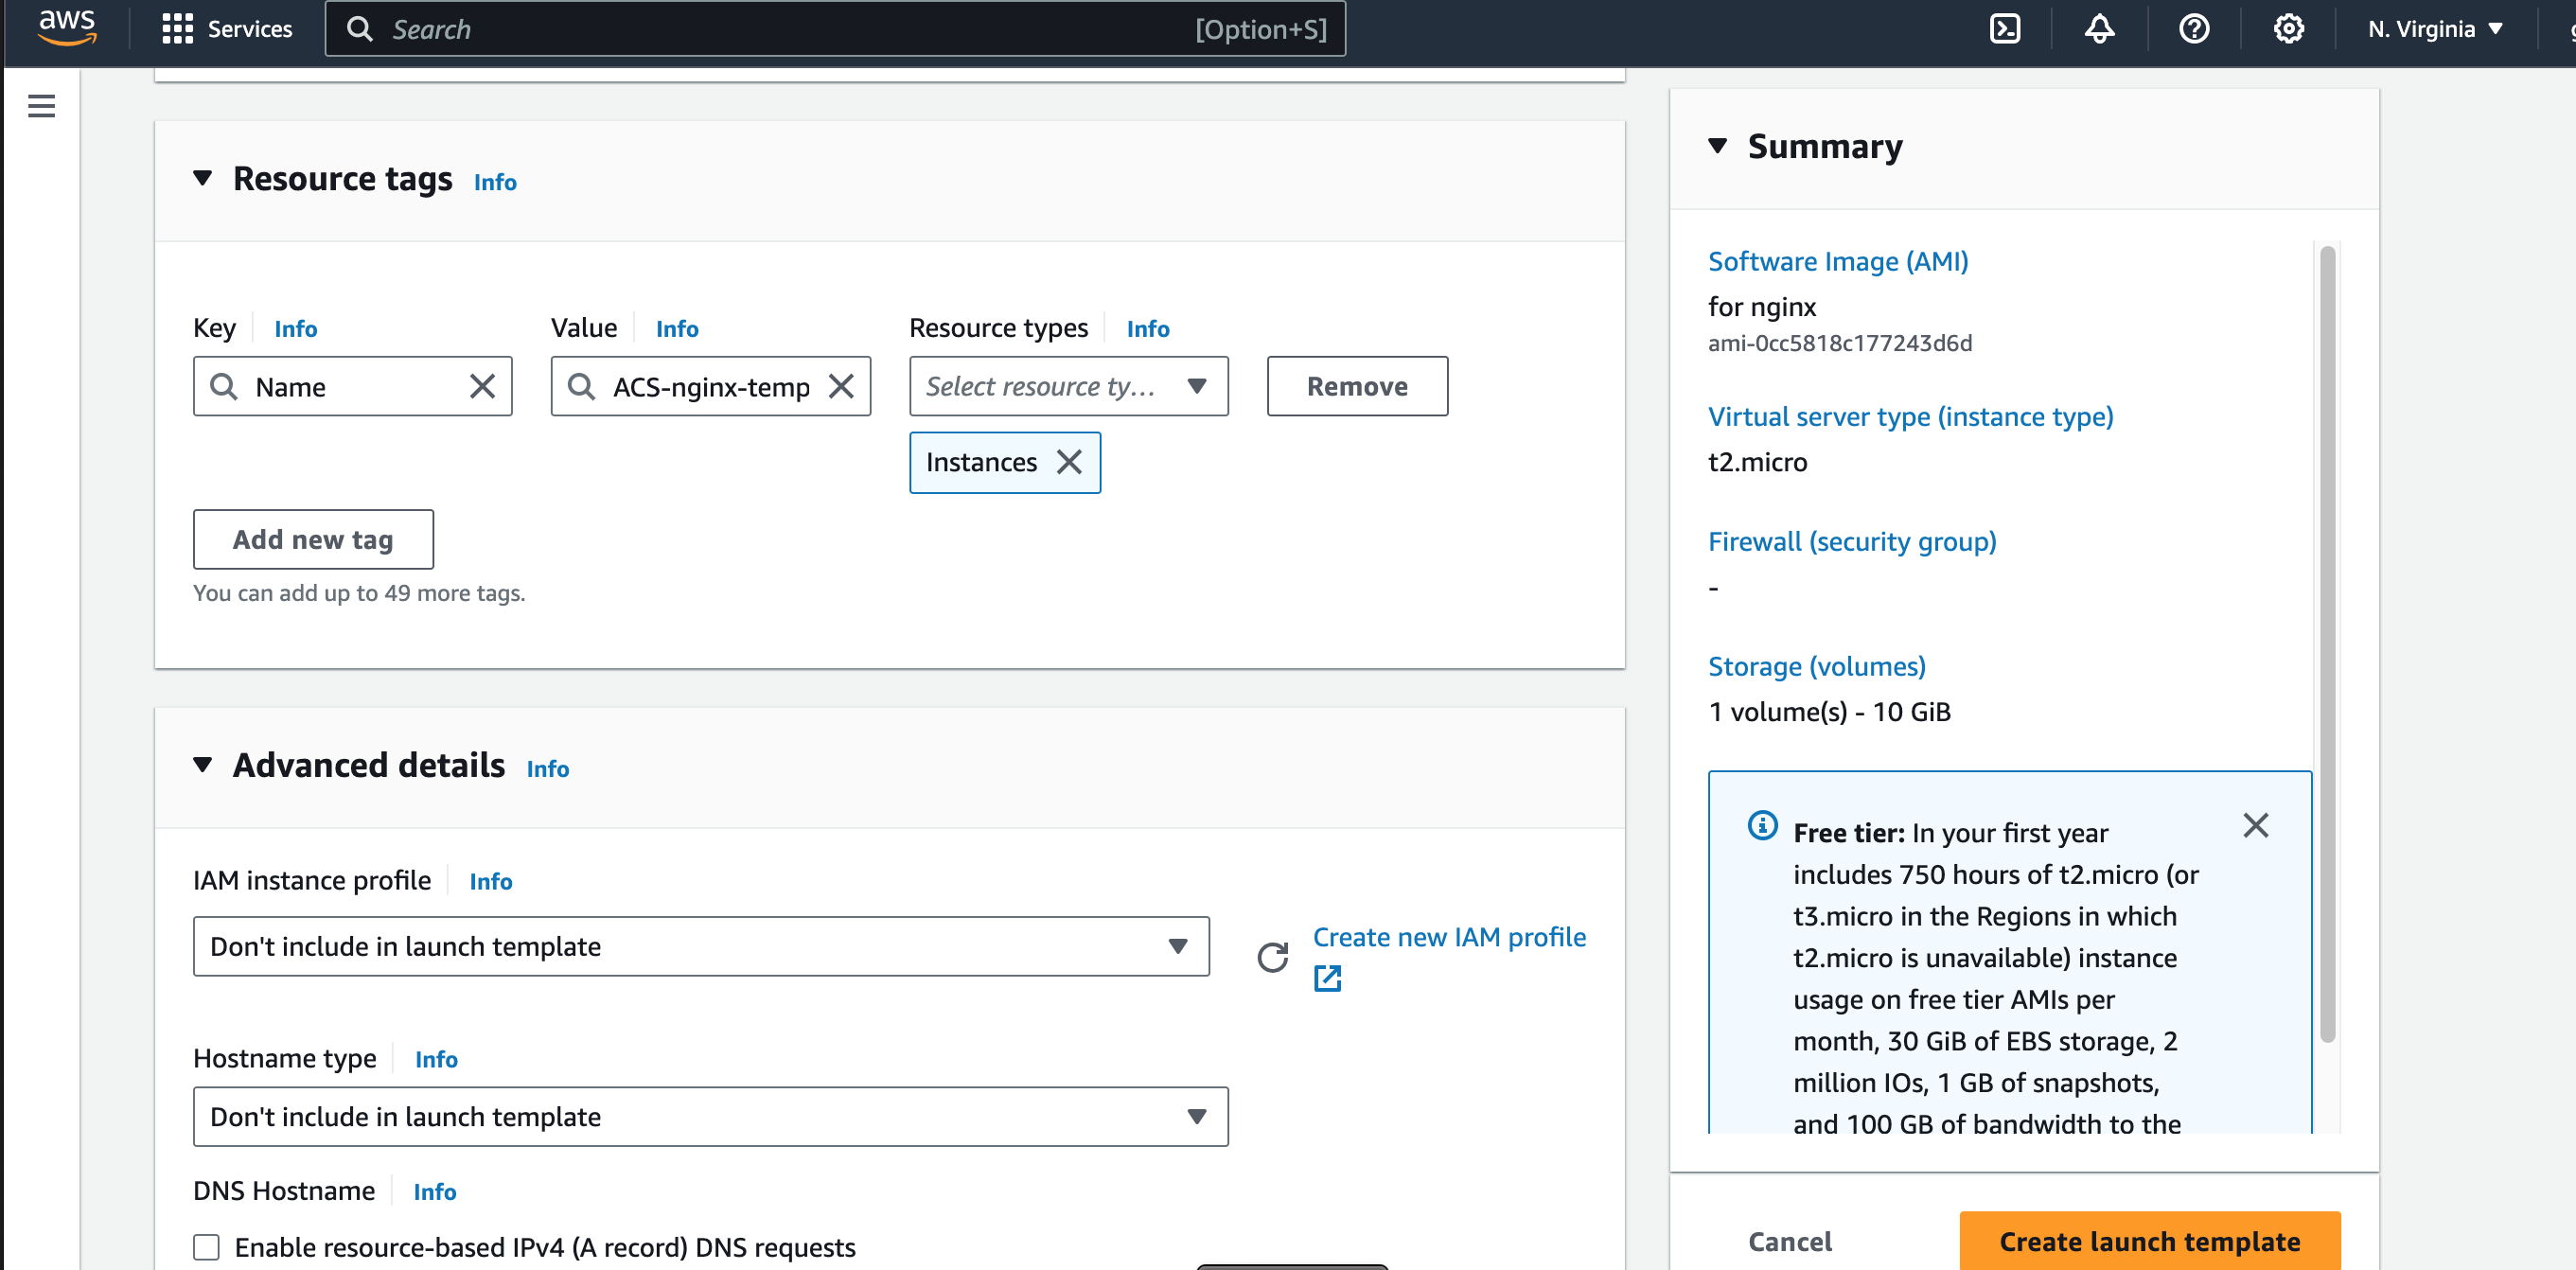 aws
Services
Search
[Option+S]
N. Virginia
Resource tags Info
Key Info
Value Info
Resource types Info
Name
ACS-nginx-temp
Select resource ty...
Remove
Instances
Add new tag
You can add up to 49 more tags.
Advanced details Info
IAM instance profile Info
Don't include in launch template
Create new IAM profile
Hostname type Info
Don't include in launch template
DNS Hostname Info
Enable resource-based IPv4 (A record) DNS requests
Summary
Software Image (AMI)
for nginx
ami-0cc5818c177243d6d
Virtual server type (instance type)
t2.micro
Firewall (security group)
-
Storage (volumes)
1 volume(s) - 10 GiB
Free tier: In your first year
includes 750 hours of t2.micro (or
t3.micro in the Regions in which
t2.micro is unavailable) instance
usage on free tier AMIs per
month, 30 GiB of EBS storage, 2
million IOs, 1 GB of snapshots,
and 100 GB of bandwidth to the
Cancel
Create launch template